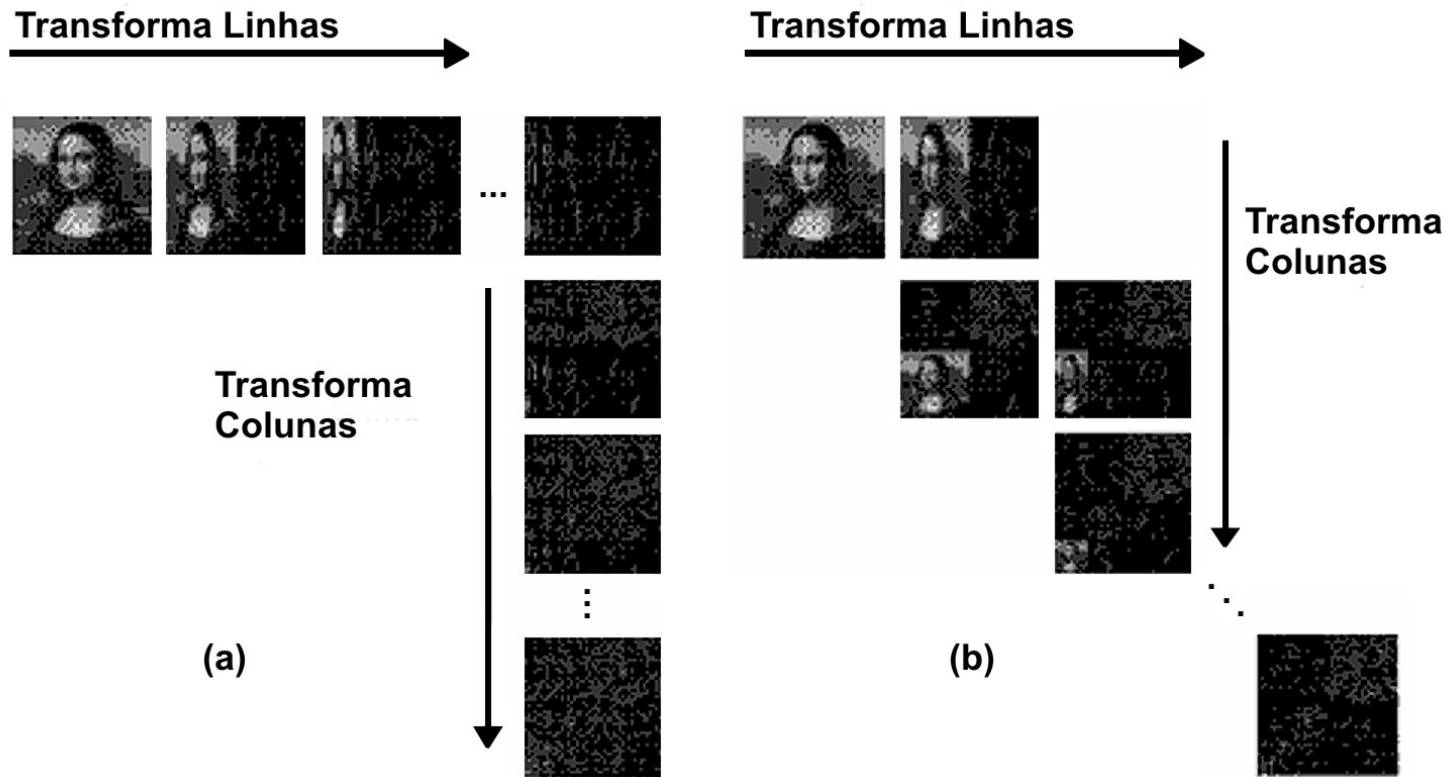 Transforma Linhas
...
Transforma
Colunas
(a)
Transforma Linhas
Transforma
Colunas
(b)